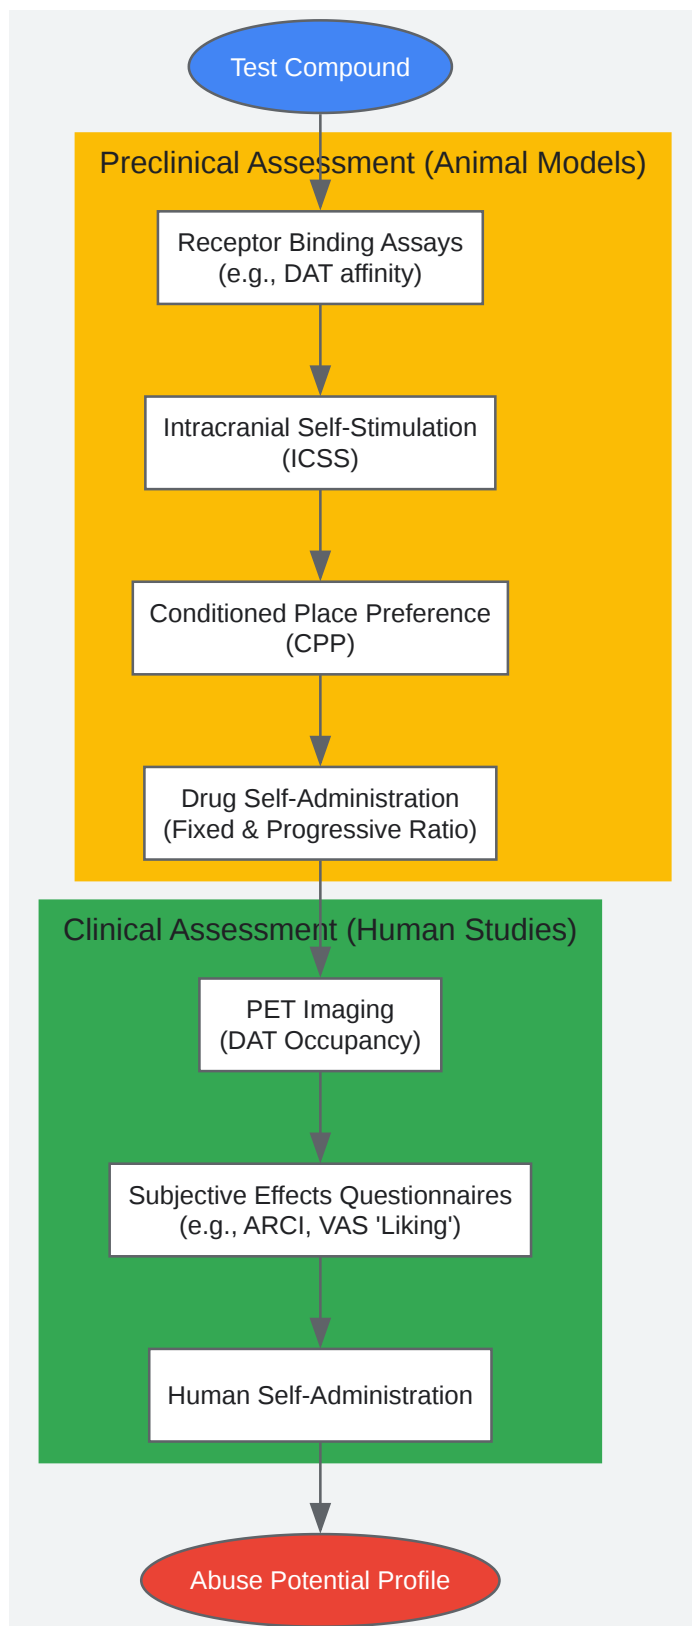 Test Compound
Preclinical Assessment (Animal Models)
Receptor Binding Assays
(e.g., DAT affinity)
Intracranial Self-Stimulation
(ICSS)
Conditioned Place Preference
(CPP)
Drug Self-Administration
(Fixed & Progressive Ratio)
Clinical Assessment (Human Studies)
PET Imaging
(DAT Occupancy)
Subjective Effects Questionnaires
(e.g., ARCI, VAS 'Liking')
Human Self-Administration
Abuse Potential Profile